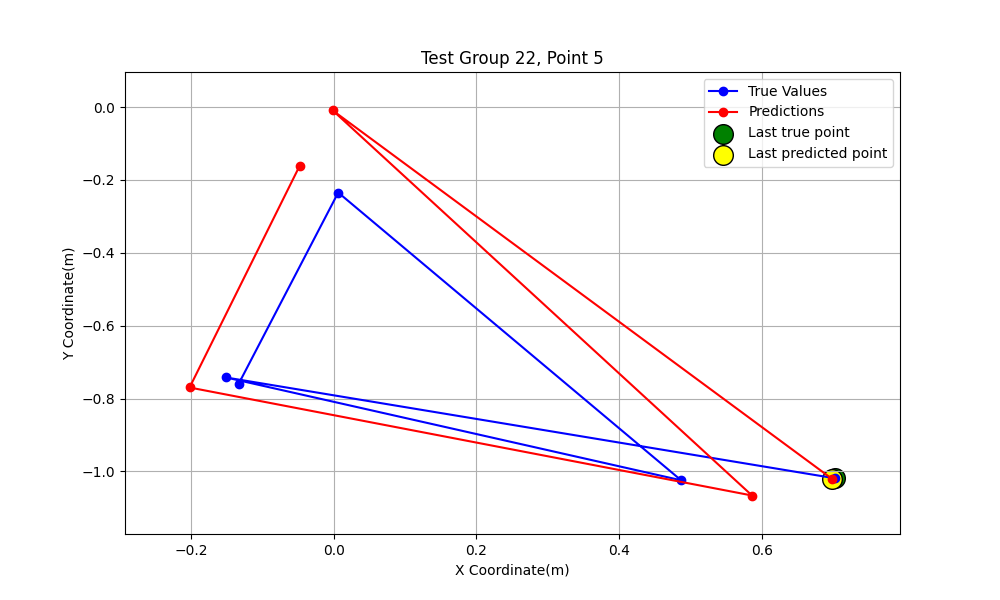 Test Group 22, Point 5
True Values
Predictions
Last true point
Last predicted point
0.0
−0.2
−0.4
−0.6
−0.8
−1.0
Y Coordinate(m)
−0.2
0.0
0.2
0.4
0.6
X Coordinate(m)